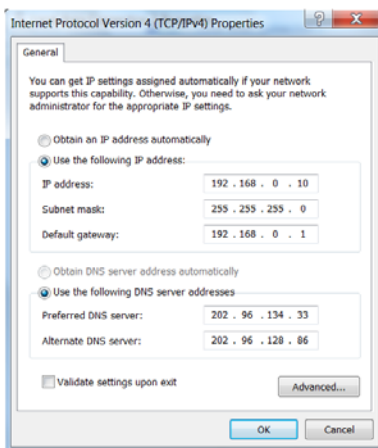 Internet Protocol Version 4 (TCP/IPv4) Properties
General
You can get IP settings assigned automatically if your network
supports this capability. Otherwise, you need to ask your network
administrator for the appropriate IP settings.
Obtain an IP address automatically
Use the following IP address:
IP address: 192 . 168 . 0 . 10
Subnet mask: 255 . 255 . 255 . 0
Default gateway: 192 . 168 . 0 . 1
Obtain DNS server address automatically
Use the following DNS server addresses
Preferred DNS server: 202 . 96 . 134 . 33
Alternate DNS server: 202 . 96 . 128 . 86
Validate settings upon exit
Advanced...
OK Cancel